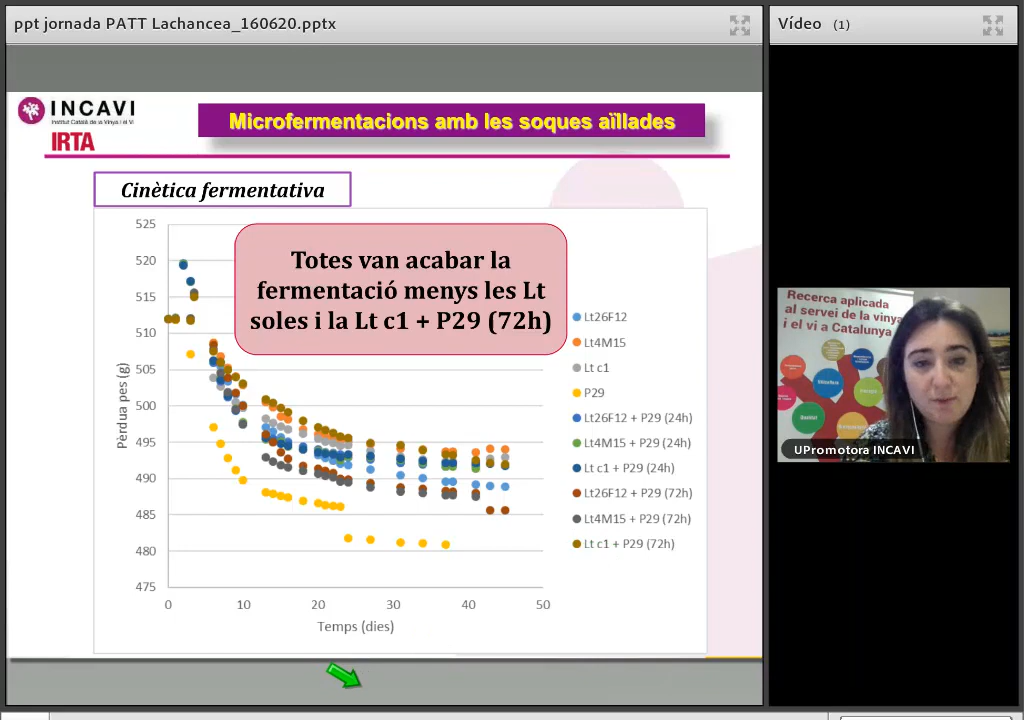 ppt jornada PATT Lachancea_160620.pptx
Vídeo (1)
INCAVI
Institut Català de la Vinya i el Vi
IRTA
Microfermentacions amb les soques aïllades
Cinètica fermentativa
Totes van acabar la
fermentació menys les Lt
soles i la Lt c1 + P29 (72h)
525
520
515
510
505
500
495
490
485
480
475
Pèrdua pes (g)
0 10 20 30 40 50
Temps (dies)
Lt26F12
Lt4M15
Lt c1
P29
Lt26F12 + P29 (24h)
Lt4M15 + P29 (24h)
Lt c1 + P29 (24h)
Lt26F12 + P29 (72h)
Lt4M15 + P29 (72h)
Lt c1 + P29 (72h)
Recerca aplicada
al servei de la vinya
i el vi a Catalunya
UPromotora INCAVI